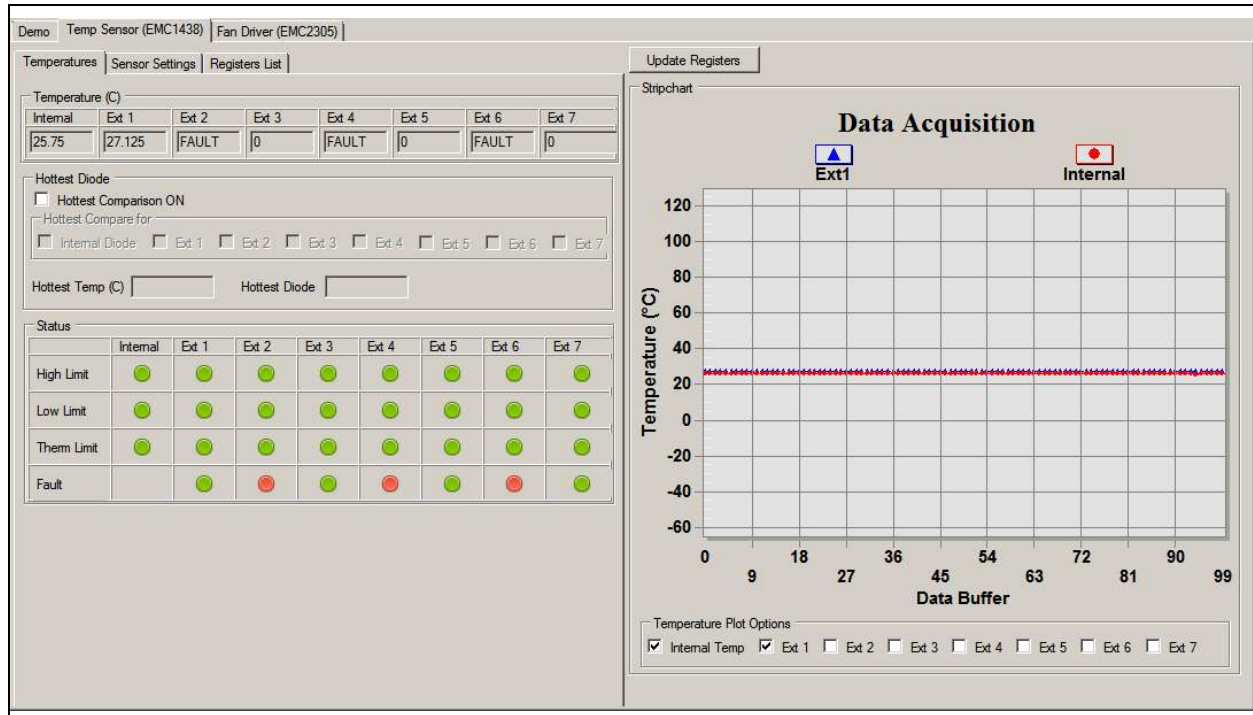 Demo Temp Sensor (EMC1438) Fan Driver (EMC2305)
Temperatures Sensor Settings Registers List
Temperature (C)
Internal Ext 1 Ext 2 Ext 3 Ext 4 Ext 5 Ext 6 Ext 7
25.75 27.125 FAULT 0 FAULT 0 FAULT 0
Hottest Diode
Hottest Comparison ON
Hottest Compare for
Internal Diode Ext 1 Ext 2 Ext 3 Ext 4 Ext 5 Ext 6 Ext 7
Hottest Temp (C) Hottest Diode
Status
Internal Ext 1 Ext 2 Ext 3 Ext 4 Ext 5 Ext 6 Ext 7
High Limit
Low Limit
Therm Limit
Fault
Update Registers
Stripchart
Data Acquisition
Ext1 Internal
120
100
80
60
40
20
0
-20
-40
-60
Temperature (°C)
0 18 36 54 72 90
9 27 45 63 81 99
Data Buffer
Temperature Plot Options
Internal Temp Ext 1 Ext 2 Ext 3 Ext 4 Ext 5 Ext 6 Ext 7